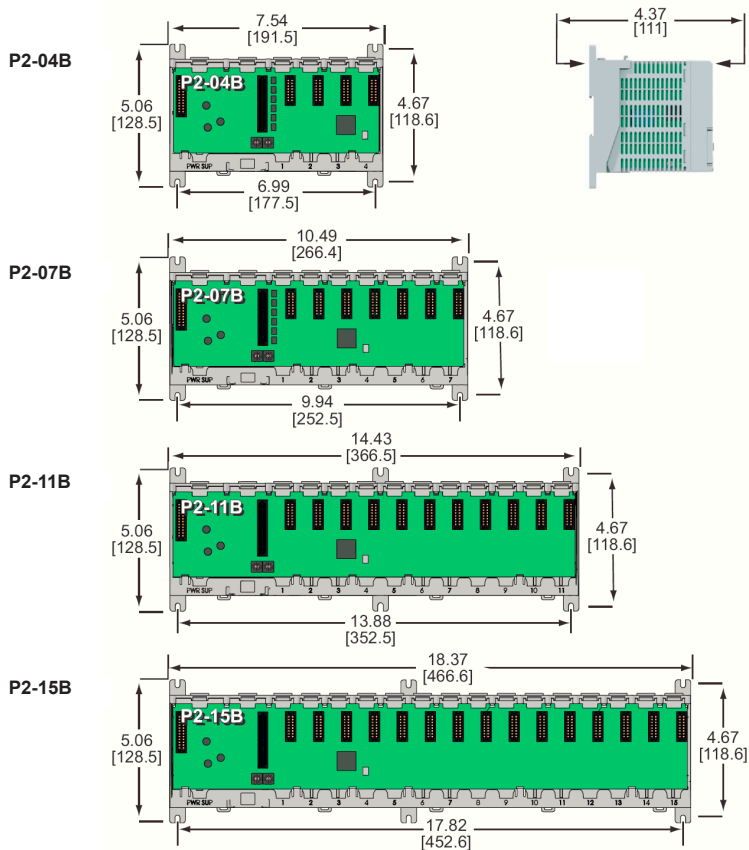 7.54
[191.5]
4.37
[111]
P2-04B
P2-04B
5.06
[128.5]
4.67
[118.6]
PWR SUP 1 2 3 4
6.99
[177.5]
10.49
[266.4]
P2-07B
P2-07B
5.06
[128.5]
4.67
[118.6]
PWR SUP 1 2 3 4 5 6 7
9.94
[252.5]
14.43
[366.5]
P2-11B
P2-11B
5.06
[128.5]
4.67
[118.6]
PWR SUP 1 2 3 4 5 6 7 8 9 10 11
13.88
[352.5]
18.37
[466.6]
P2-15B
P2-15B
5.06
[128.5]
4.67
[118.6]
PWR SUP 1 2 3 4 5 6 7 8 9 10 11 12 13 14 15
17.82
[452.6]